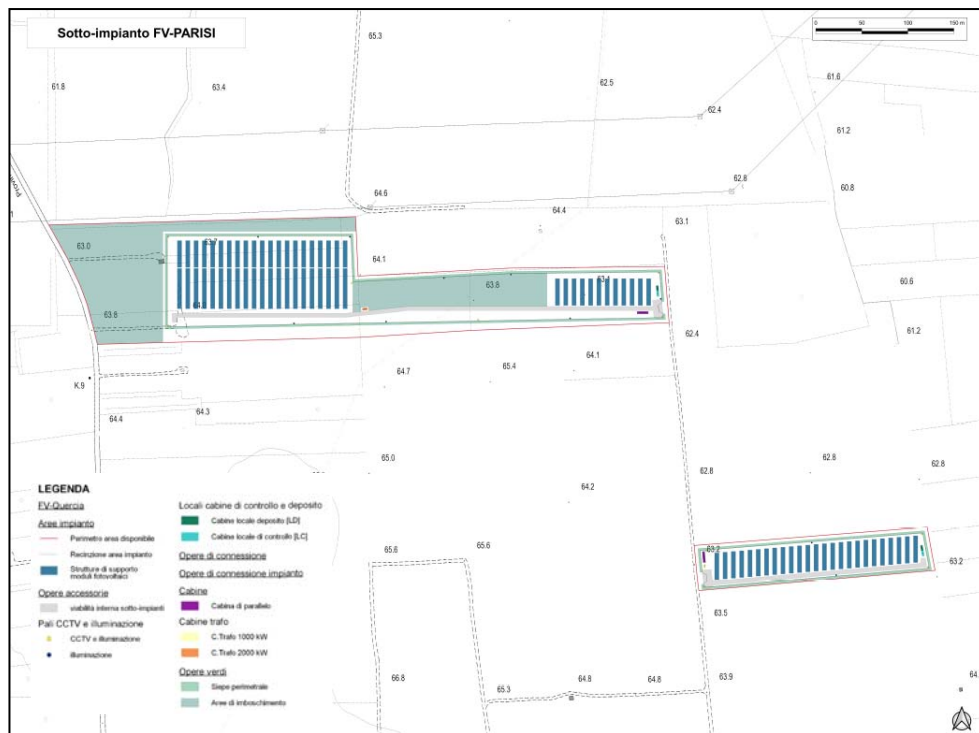 Sotto-impianto FV-PARISI
0 50 100 150 m
65.3
61.8
63.4
62.5
61.6
62.4
61.2
62.8
60.8
64.6
64.4
63.1
63.0
63.7
64.1
63.8
63.4
60.6
63.8
64.0
61.2
62.4
64.1
64.7
65.4
K.9
64.4
64.3
65.0
62.8
62.8
62.8
64.2
65.6
65.6
63.2
63.2
63.5
66.8
65.3
64.8
64.8
63.9
64.
LEGENDA
FV-Quercia
Aree impianto
Perimetro area disponibile
Recinzione area impianto
Strutture di supporto
moduli fotovoltaici
Opere accessorie
viabilità interna sotto-impianti
Pali CCTV e illuminazione
CCTV e illuminazione
illuminazione
Locali cabine di controllo e deposito
Cabine locale deposito [LD]
Cabine locale di controllo [LC]
Opere di connessione
Opere di connessione impianto
Cabine
Cabina di parallelo
Cabine trafo
C.Trafo 1000 kW
C.Trafo 2000 kW
Opere verdi
Siepe perimetrale
Aree di imboschimento